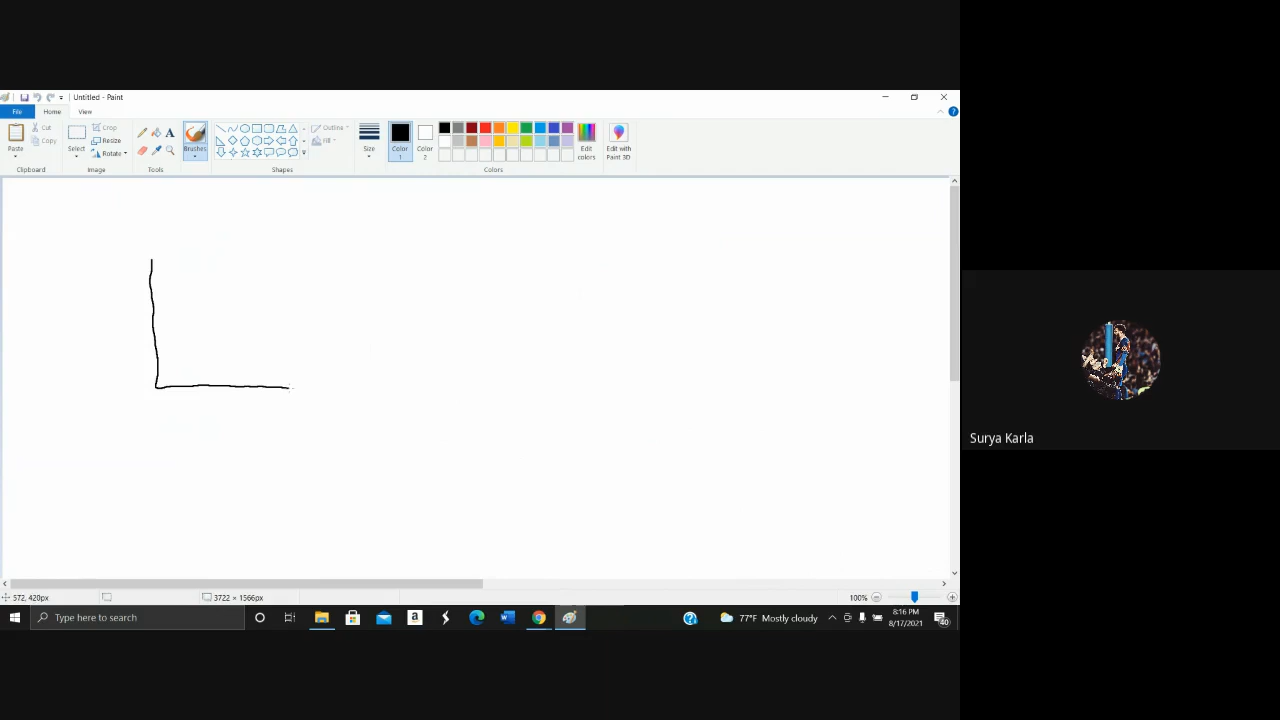 Untitled - Paint
File Home View
Paste
Cut
Copy
Clipboard
Select
Crop
Resize
Rotate
Image
Tools
Brushes
Shapes
Outline
Fill
Size
Color 1
Color 2
Edit colors
Edit with Paint 3D
Colors
Surya Karla
572, 420px
3722 × 1566px
100%
Type here to search
77°F Mostly cloudy
8:16 PM
8/17/2021
40